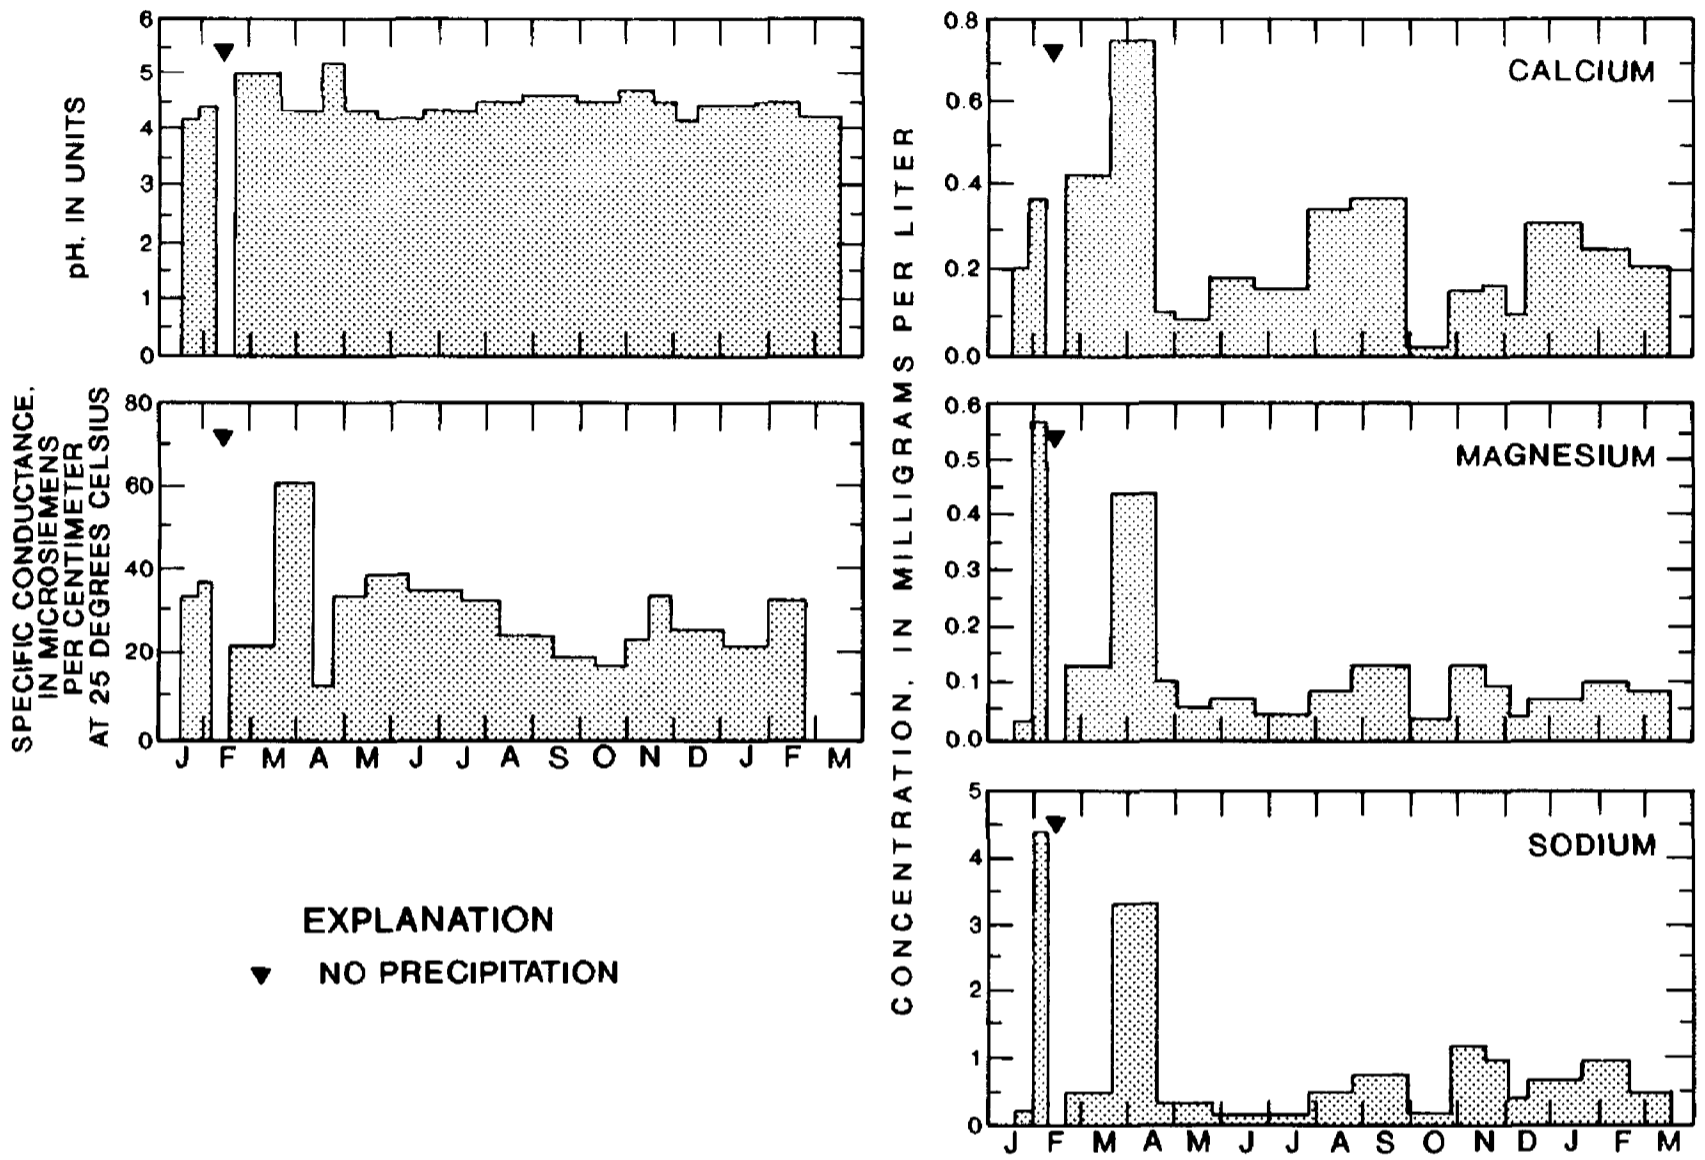 6
5
4
3
2
1
0
pH, IN UNITS
80
60
40
20
0
SPECIFIC CONDUCTANCE,
IN MICROSIEMENS
PER CENTIMETER
AT 25 DEGREES CELSIUS
J F M A M J J A S O N D J F M
EXPLANATION
NO PRECIPITATION
CONCENTRATION, IN MILLIGRAMS PER LITER
0.8
0.6
0.4
0.2
0.0
CALCIUM
0.6
0.5
0.4
0.3
0.2
0.1
0.0
MAGNESIUM
5
4
3
2
1
0
SODIUM
J F M A M J J A S O N D J F M